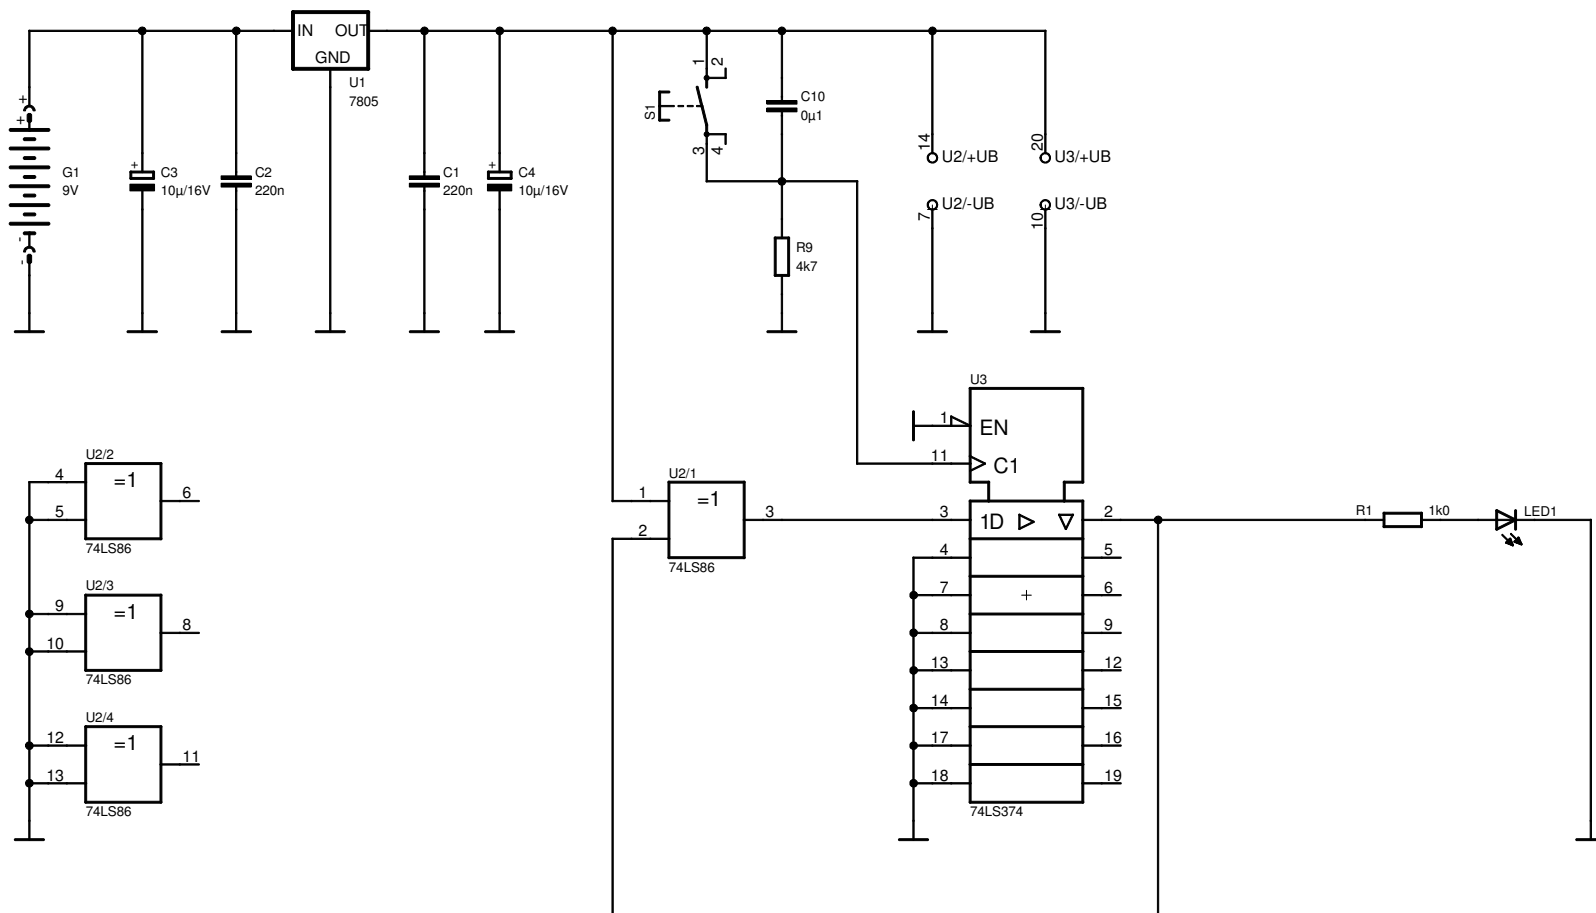 IN OUT
GND
U1
7805
+
+
G1
9V
-
-
+
C3
10µ/16V
C2
220n
C1
220n
+
C4
10µ/16V
1 2
S1
3 4
C10
0µ1
R9
4k7
14
U2/+UB
U2/-UB
7
20
U3/+UB
U3/-UB
10
U3
1 EN
11 C1
U2/2
4 =1 6
5
74LS86
U2/3
9 =1 8
10
74LS86
U2/4
12 =1 11
13
74LS86
U2/1
1 =1
2 3
74LS86
3 1D 2
4 5
7 + 6
8 9
13 12
14 15
17 16
18 19
74LS374
R1 1k0 LED1